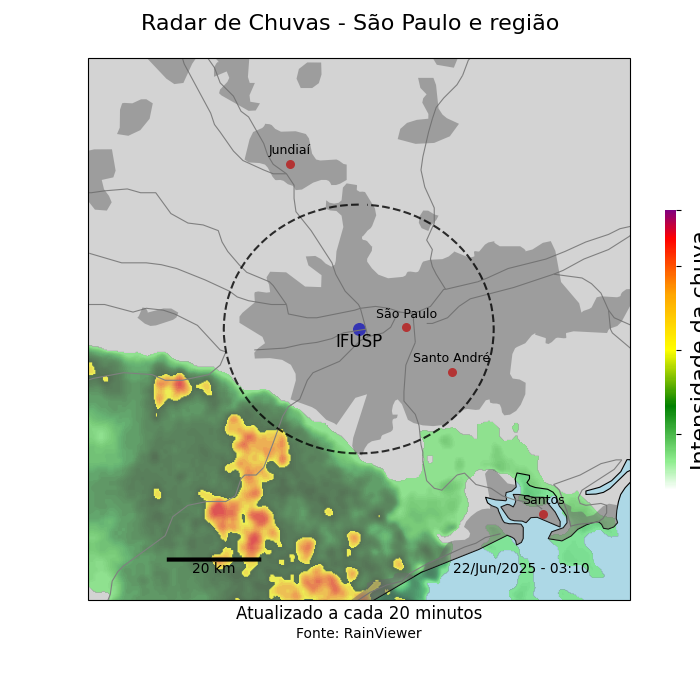 Radar de Chuvas - São Paulo e região
Jundiaí
São Paulo
IFUSP
Santo André
Santos
20 km
22/Jun/2025 - 03:10
Intensidade da chuva
Atualizado a cada 20 minutos
Fonte: RainViewer